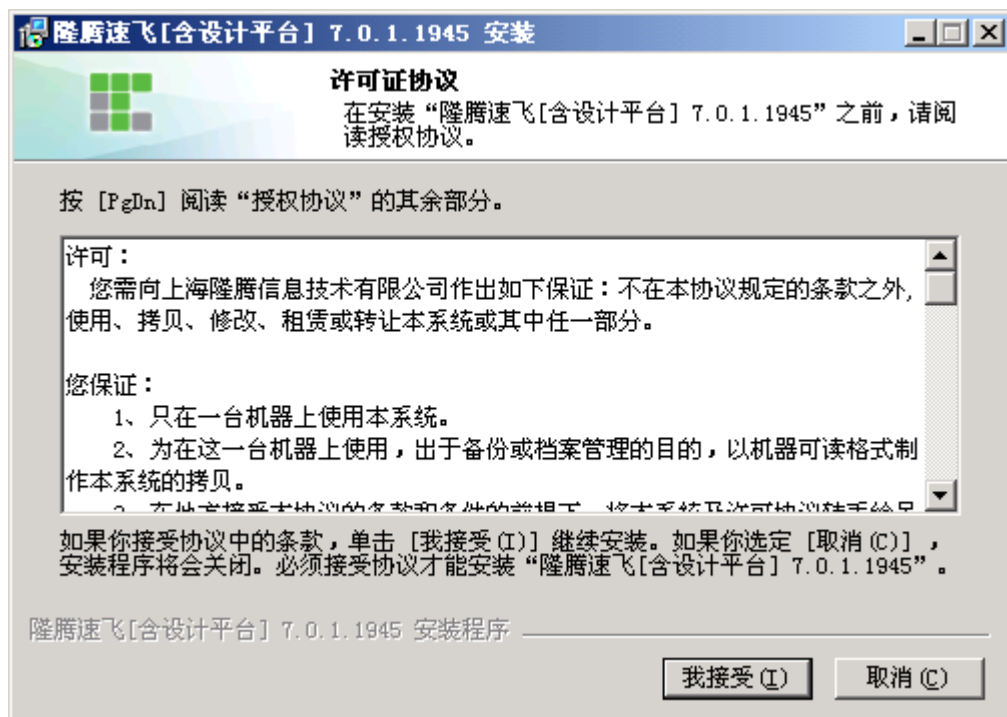 隆腾速飞[含设计平台] 7.0.1.1945 安装
许可证协议
在安装“隆腾速飞[含设计平台] 7.0.1.1945”之前，请阅
读授权协议。
按 [PgDn] 阅读“授权协议”的其余部分。
许可：
您需向上海隆腾信息技术有限公司作出如下保证：不在本协议规定的条款之外,
使用、拷贝、修改、租赁或转让本系统或其中任一部分。
您保证：
1、只在一台机器上使用本系统。
2、为在这一台机器上使用，出于备份或档案管理的目的，以机器可读格式制
作本系统的拷贝。
如果你接受协议中的条款，单击 [我接受(I)] 继续安装。如果你选定 [取消(C)] ，
安装程序将会关闭。必须接受协议才能安装“隆腾速飞[含设计平台] 7.0.1.1945”。
隆腾速飞[含设计平台] 7.0.1.1945 安装程序
我接受(I)
取消(C)